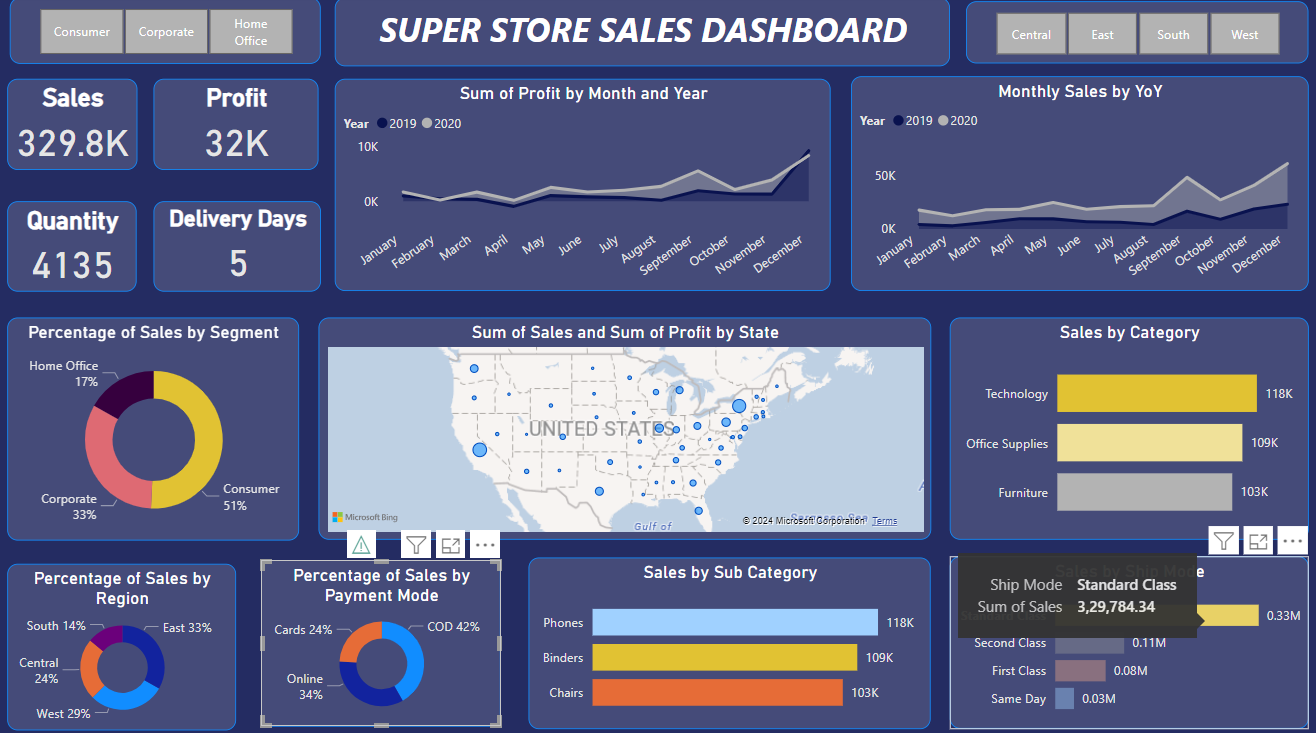 Consumer
Corporate
Home
Office
SUPER STORE SALES DASHBOARD
Central
East
South
West
Sales
329.8K
Profit
32K
Quantity
4135
Delivery Days
5
Sum of Profit by Month and Year
Year 2019 2020
10K
0K
January
February
March
April
May
June
July
August
September
October
November
December
Monthly Sales by YoY
Year 2019 2020
50K
0K
January
February
March
April
May
June
July
August
September
October
November
December
Percentage of Sales by Segment
Home Office
17%
Corporate
33%
Consumer
51%
Sum of Sales and Sum of Profit by State
UNITED STATES
Gulf of
Sargasso Sea
Microsoft Bing
© 2024 Microsoft Corporation Terms
Sales by Category
Technology 118K
Office Supplies 109K
Furniture 103K
Percentage of Sales by
Region
South 14%
East 33%
Central
24%
West 29%
Percentage of Sales by
Payment Mode
Cards 24%
COD 42%
Online
34%
Sales by Sub Category
Phones 118K
Binders 109K
Chairs 103K
Sales by Ship Mode
Ship Mode Standard Class
Sum of Sales 3,29,784.34
Standard Class 0.33M
Second Class 0.11M
First Class 0.08M
Same Day 0.03M